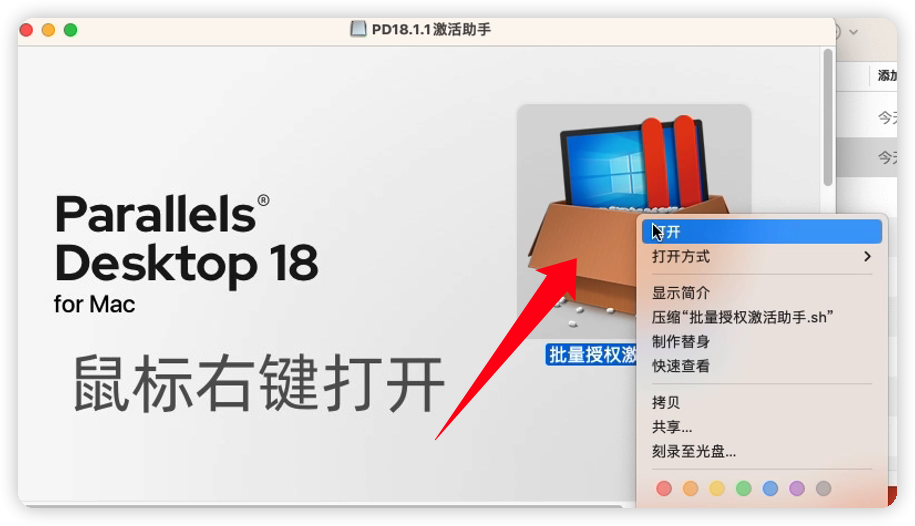 PD18.1.1激活助手
添加
今天
今天
Parallels®
Desktop 18
for Mac
鼠标右键打开
批量授权激
打开
打开方式
显示简介
压缩“批量授权激活助手.sh”
制作替身
快速查看
拷贝
共享...
刻录至光盘...